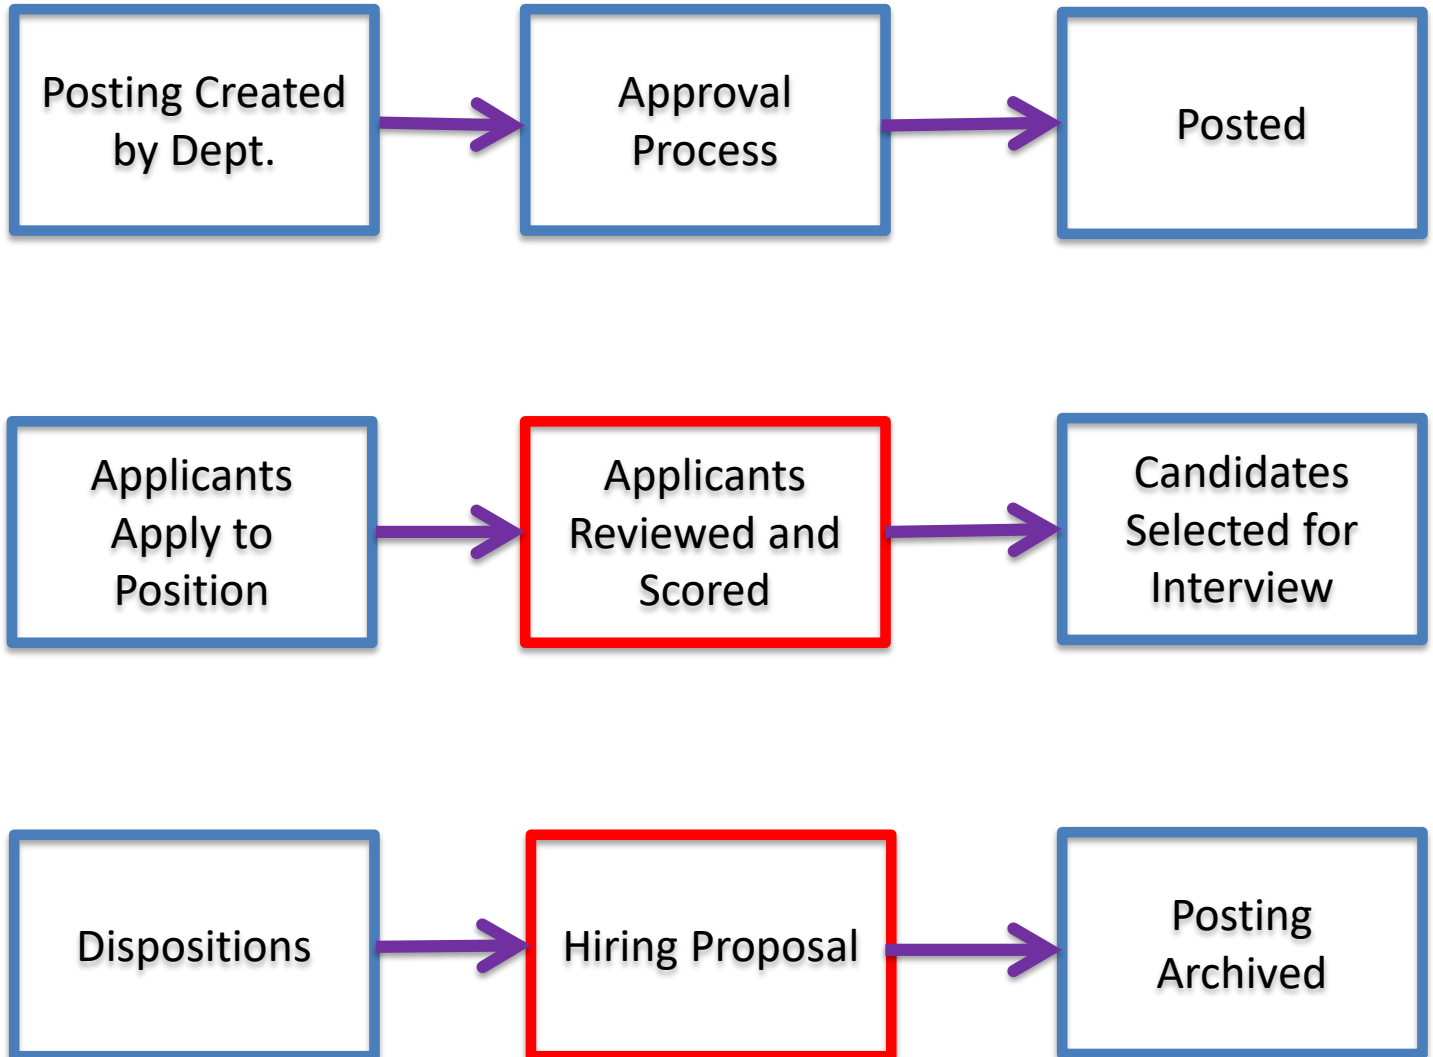 Posting Created
by Dept.
Approval
Process
Posted
Applicants
Apply to
Position
Applicants
Reviewed and
Scored
Candidates
Selected for
Interview
Dispositions
Hiring Proposal
Posting
Archived